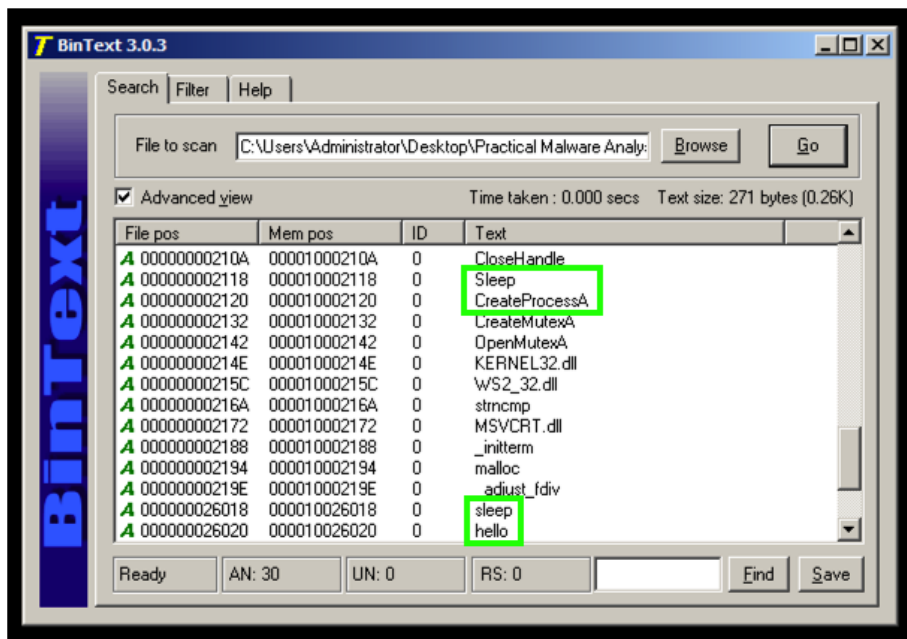 BinText 3.0.3
Search Filter Help
File to scan C:\Users\Administrator\Desktop\Practical Malware Analy: Browse Go
Advanced view Time taken : 0.000 secs Text size: 271 bytes (0.26K)
File pos Mem pos ID Text
A 00000000210A 00001000210A 0 CloseHandle
A 000000002118 000010002118 0 Sleep
A 000000002120 000010002120 0 CreateProcessA
A 000000002132 000010002132 0 CreateMutexA
A 000000002142 000010002142 0 OpenMutexA
A 00000000214E 00001000214E 0 KERNEL32.dll
A 00000000215C 00001000215C 0 WS2_32.dll
A 00000000216A 00001000216A 0 strncmp
A 000000002172 000010002172 0 MSVCRT.dll
A 000000002188 000010002188 0 _initterm
A 000000002194 000010002194 0 malloc
A 00000000219E 00001000219E 0 _adjust_fdiv
A 000000026018 000010026018 0 sleep
A 000000026020 000010026020 0 hello
Ready AN: 30 UN: 0 RS: 0 Find Save
BinText